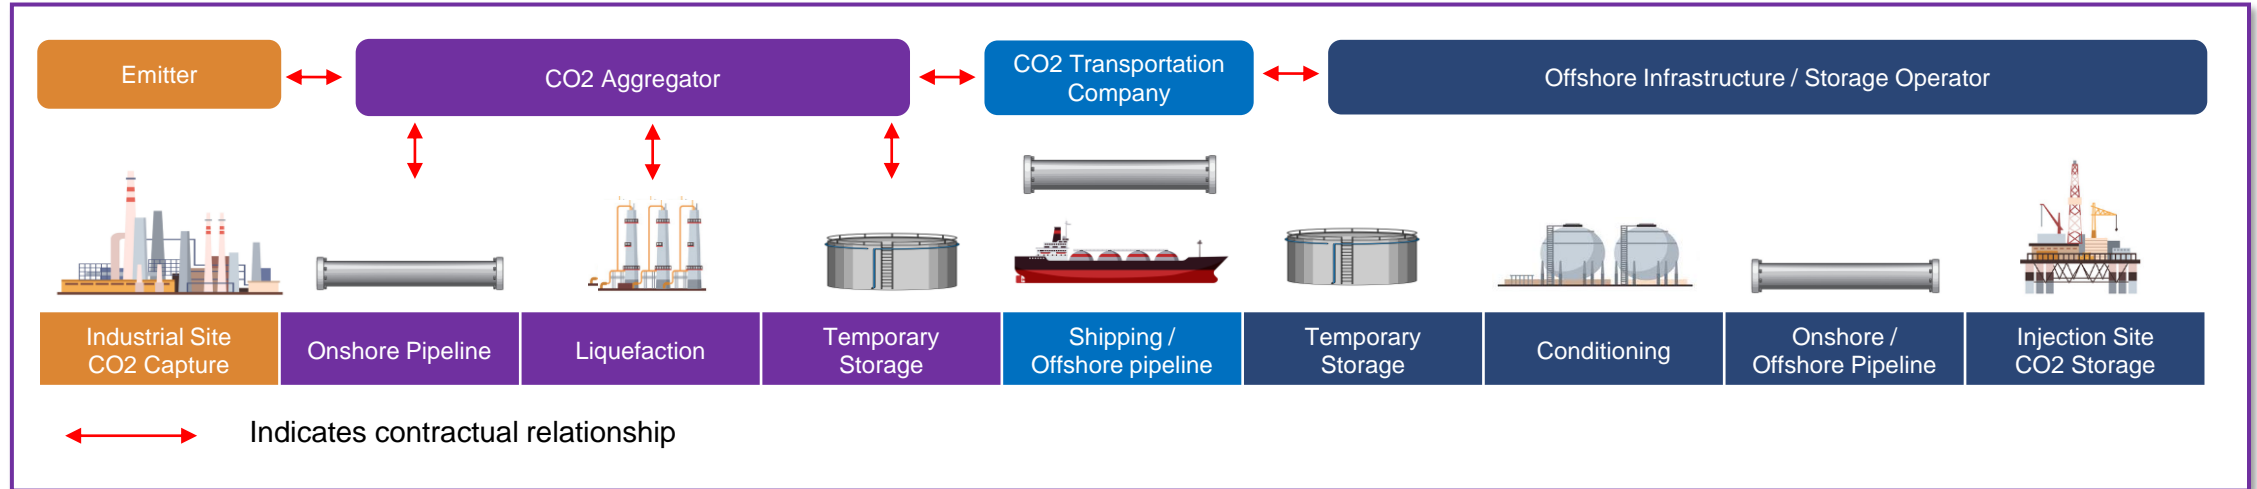 Emitter
CO2 Aggregator
CO2 Transportation
Company
Offshore Infrastructure / Storage Operator
Industrial Site
CO2 Capture
Onshore Pipeline
Liquefaction
Temporary
Storage
Shipping /
Offshore pipeline
Temporary
Storage
Conditioning
Onshore /
Offshore Pipeline
Injection Site
CO2 Storage
Indicates contractual relationship